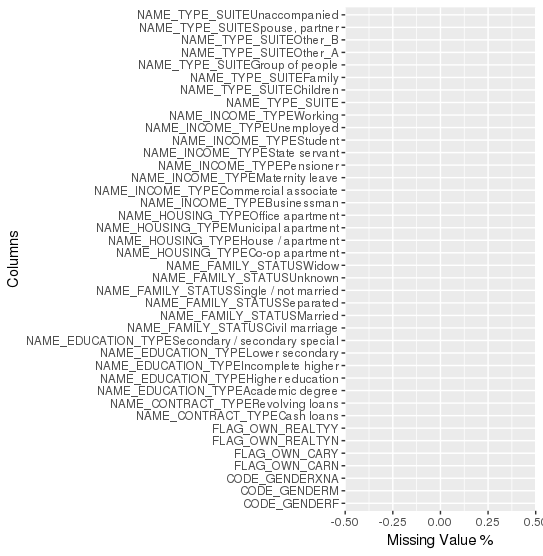 NAME_TYPE_SUITEUnaccompanied
NAME_TYPE_SUITESpouse, partner
NAME_TYPE_SUITEOther_B
NAME_TYPE_SUITEOther_A
NAME_TYPE_SUITEGroup of people
NAME_TYPE_SUITEFamily
NAME_TYPE_SUITEChildren
NAME_TYPE_SUITE
NAME_INCOME_TYPEWorking
NAME_INCOME_TYPEUnemployed
NAME_INCOME_TYPEStudent
NAME_INCOME_TYPEState servant
NAME_INCOME_TYPEPensioner
NAME_INCOME_TYPEMaternity leave
NAME_INCOME_TYPECommercial associate
NAME_INCOME_TYPEBusinessman
NAME_HOUSING_TYPEOffice apartment
NAME_HOUSING_TYPEMunicipal apartment
NAME_HOUSING_TYPEHouse / apartment
NAME_HOUSING_TYPECo-op apartment
NAME_FAMILY_STATUSWidow
NAME_FAMILY_STATUSUnknown
NAME_FAMILY_STATUSSingle / not married
NAME_FAMILY_STATUSSeparated
NAME_FAMILY_STATUSMarried
NAME_FAMILY_STATUSCivil marriage
NAME_EDUCATION_TYPESecondary / secondary special
NAME_EDUCATION_TYPELower secondary
NAME_EDUCATION_TYPEIncomplete higher
NAME_EDUCATION_TYPEHigher education
NAME_EDUCATION_TYPEAcademic degree
NAME_CONTRACT_TYPERevolving loans
NAME_CONTRACT_TYPECash loans
FLAG_OWN_REALTYY
FLAG_OWN_REALTYN
FLAG_OWN_CARY
FLAG_OWN_CARN
CODE_GENDERXNA
CODE_GENDERM
CODE_GENDERF
Columns
-0.50 -0.25 0.00 0.25 0.50
Missing Value %